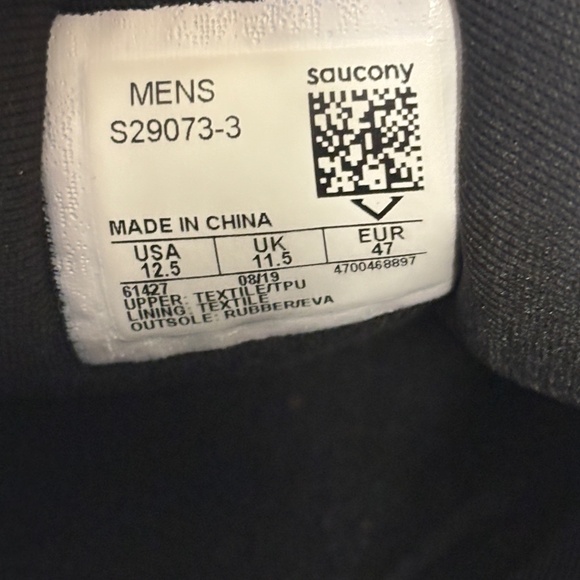 saucony
MENS
S29073-3
MADE IN CHINA
USA 12.5
UK 11.5
EUR 47
61427 08/19 4700468897
UPPER: TEXTILE/TPU
LINING: TEXTILE
OUTSOLE: RUBBER/EVA